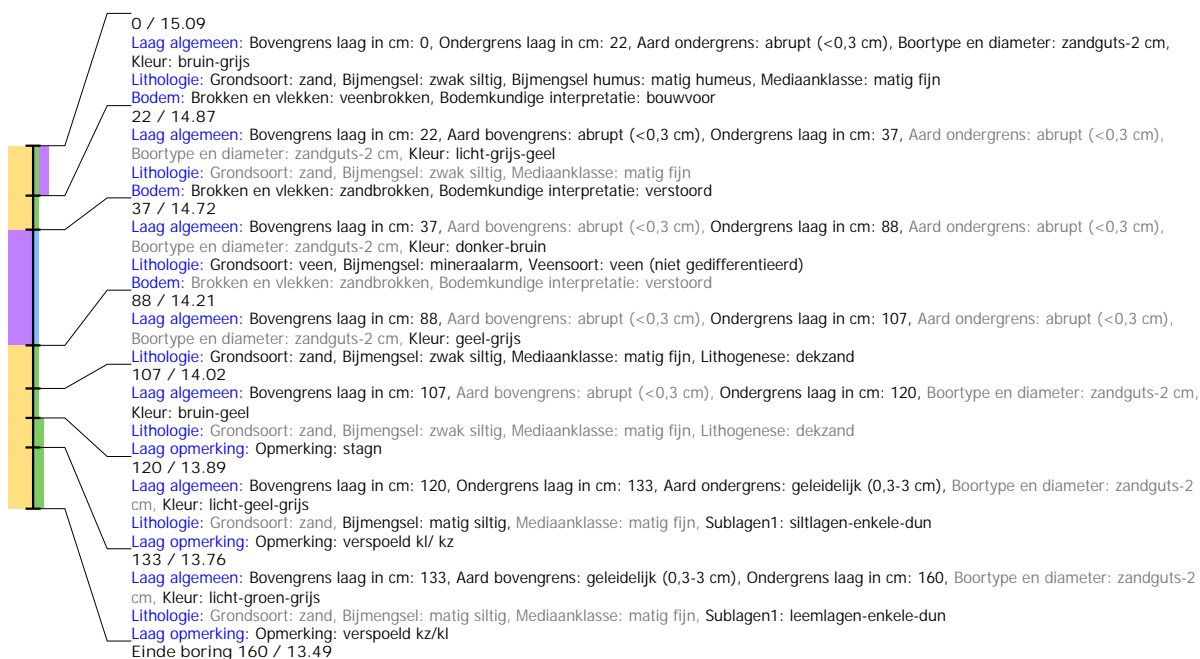 0 / 15.09
Laag algemeen: Bovengrens laag in cm: 0, Ondergrens laag in cm: 22, Aard ondergrens: abrupt (<0,3 cm), Boortype en diameter: zandguts-2 cm,
Kleur: bruin-grijs
Lithologie: Grondsoort: zand, Bijmengsel: zwak siltig, Bijmengsel humus: matig humeus, Mediaanklasse: matig fijn
Bodem: Brokken en vlekken: veenbrokken, Bodemkundige interpretatie: bouwvoor
22 / 14.87
Laag algemeen: Bovengrens laag in cm: 22, Aard bovengrens: abrupt (<0,3 cm), Ondergrens laag in cm: 37, Aard ondergrens: abrupt (<0,3 cm),
Boortype en diameter: zandguts-2 cm, Kleur: licht-grijs-geel
Lithologie: Grondsoort: zand, Bijmengsel: zwak siltig, Mediaanklasse: matig fijn
Bodem: Brokken en vlekken: zandbrokken, Bodemkundige interpretatie: verstoord
37 / 14.72
Laag algemeen: Bovengrens laag in cm: 37, Aard bovengrens: abrupt (<0,3 cm), Ondergrens laag in cm: 88, Aard ondergrens: abrupt (<0,3 cm),
Boortype en diameter: zandguts-2 cm, Kleur: donker-bruin
Lithologie: Grondsoort: veen, Bijmengsel: mineraalarm, Veensoort: veen (niet gedifferentieerd)
Bodem: Brokken en vlekken: zandbrokken, Bodemkundige interpretatie: verstoord
88 / 14.21
Laag algemeen: Bovengrens laag in cm: 88, Aard bovengrens: abrupt (<0,3 cm), Ondergrens laag in cm: 107, Aard ondergrens: abrupt (<0,3 cm),
Boortype en diameter: zandguts-2 cm, Kleur: geel-grijs
Lithologie: Grondsoort: zand, Bijmengsel: zwak siltig, Mediaanklasse: matig fijn, Lithogenese: dekzand
107 / 14.02
Laag algemeen: Bovengrens laag in cm: 107, Aard bovengrens: abrupt (<0,3 cm), Ondergrens laag in cm: 120, Boortype en diameter: zandguts-2 cm,
Kleur: bruin-geel
Lithologie: Grondsoort: zand, Bijmengsel: zwak siltig, Mediaanklasse: matig fijn, Lithogenese: dekzand
Laag opmerking: Opmerking: stagn
120 / 13.89
Laag algemeen: Bovengrens laag in cm: 120, Ondergrens laag in cm: 133, Aard ondergrens: geleidelijk (0,3-3 cm), Boortype en diameter: zandguts-2
cm, Kleur: licht-geel-grijs
Lithologie: Grondsoort: zand, Bijmengsel: matig siltig, Mediaanklasse: matig fijn, Sublagen1: siltlagen-enkele-dun
Laag opmerking: Opmerking: verspoeld kl/ kz
133 / 13.76
Laag algemeen: Bovengrens laag in cm: 133, Aard bovengrens: geleidelijk (0,3-3 cm), Ondergrens laag in cm: 160, Boortype en diameter: zandguts-2
cm, Kleur: licht-groen-grijs
Lithologie: Grondsoort: zand, Bijmengsel: matig siltig, Mediaanklasse: matig fijn, Sublagen1: leemlagen-enkele-dun
Laag opmerking: Opmerking: verspoeld kz/kl
Einde boring 160 / 13.49